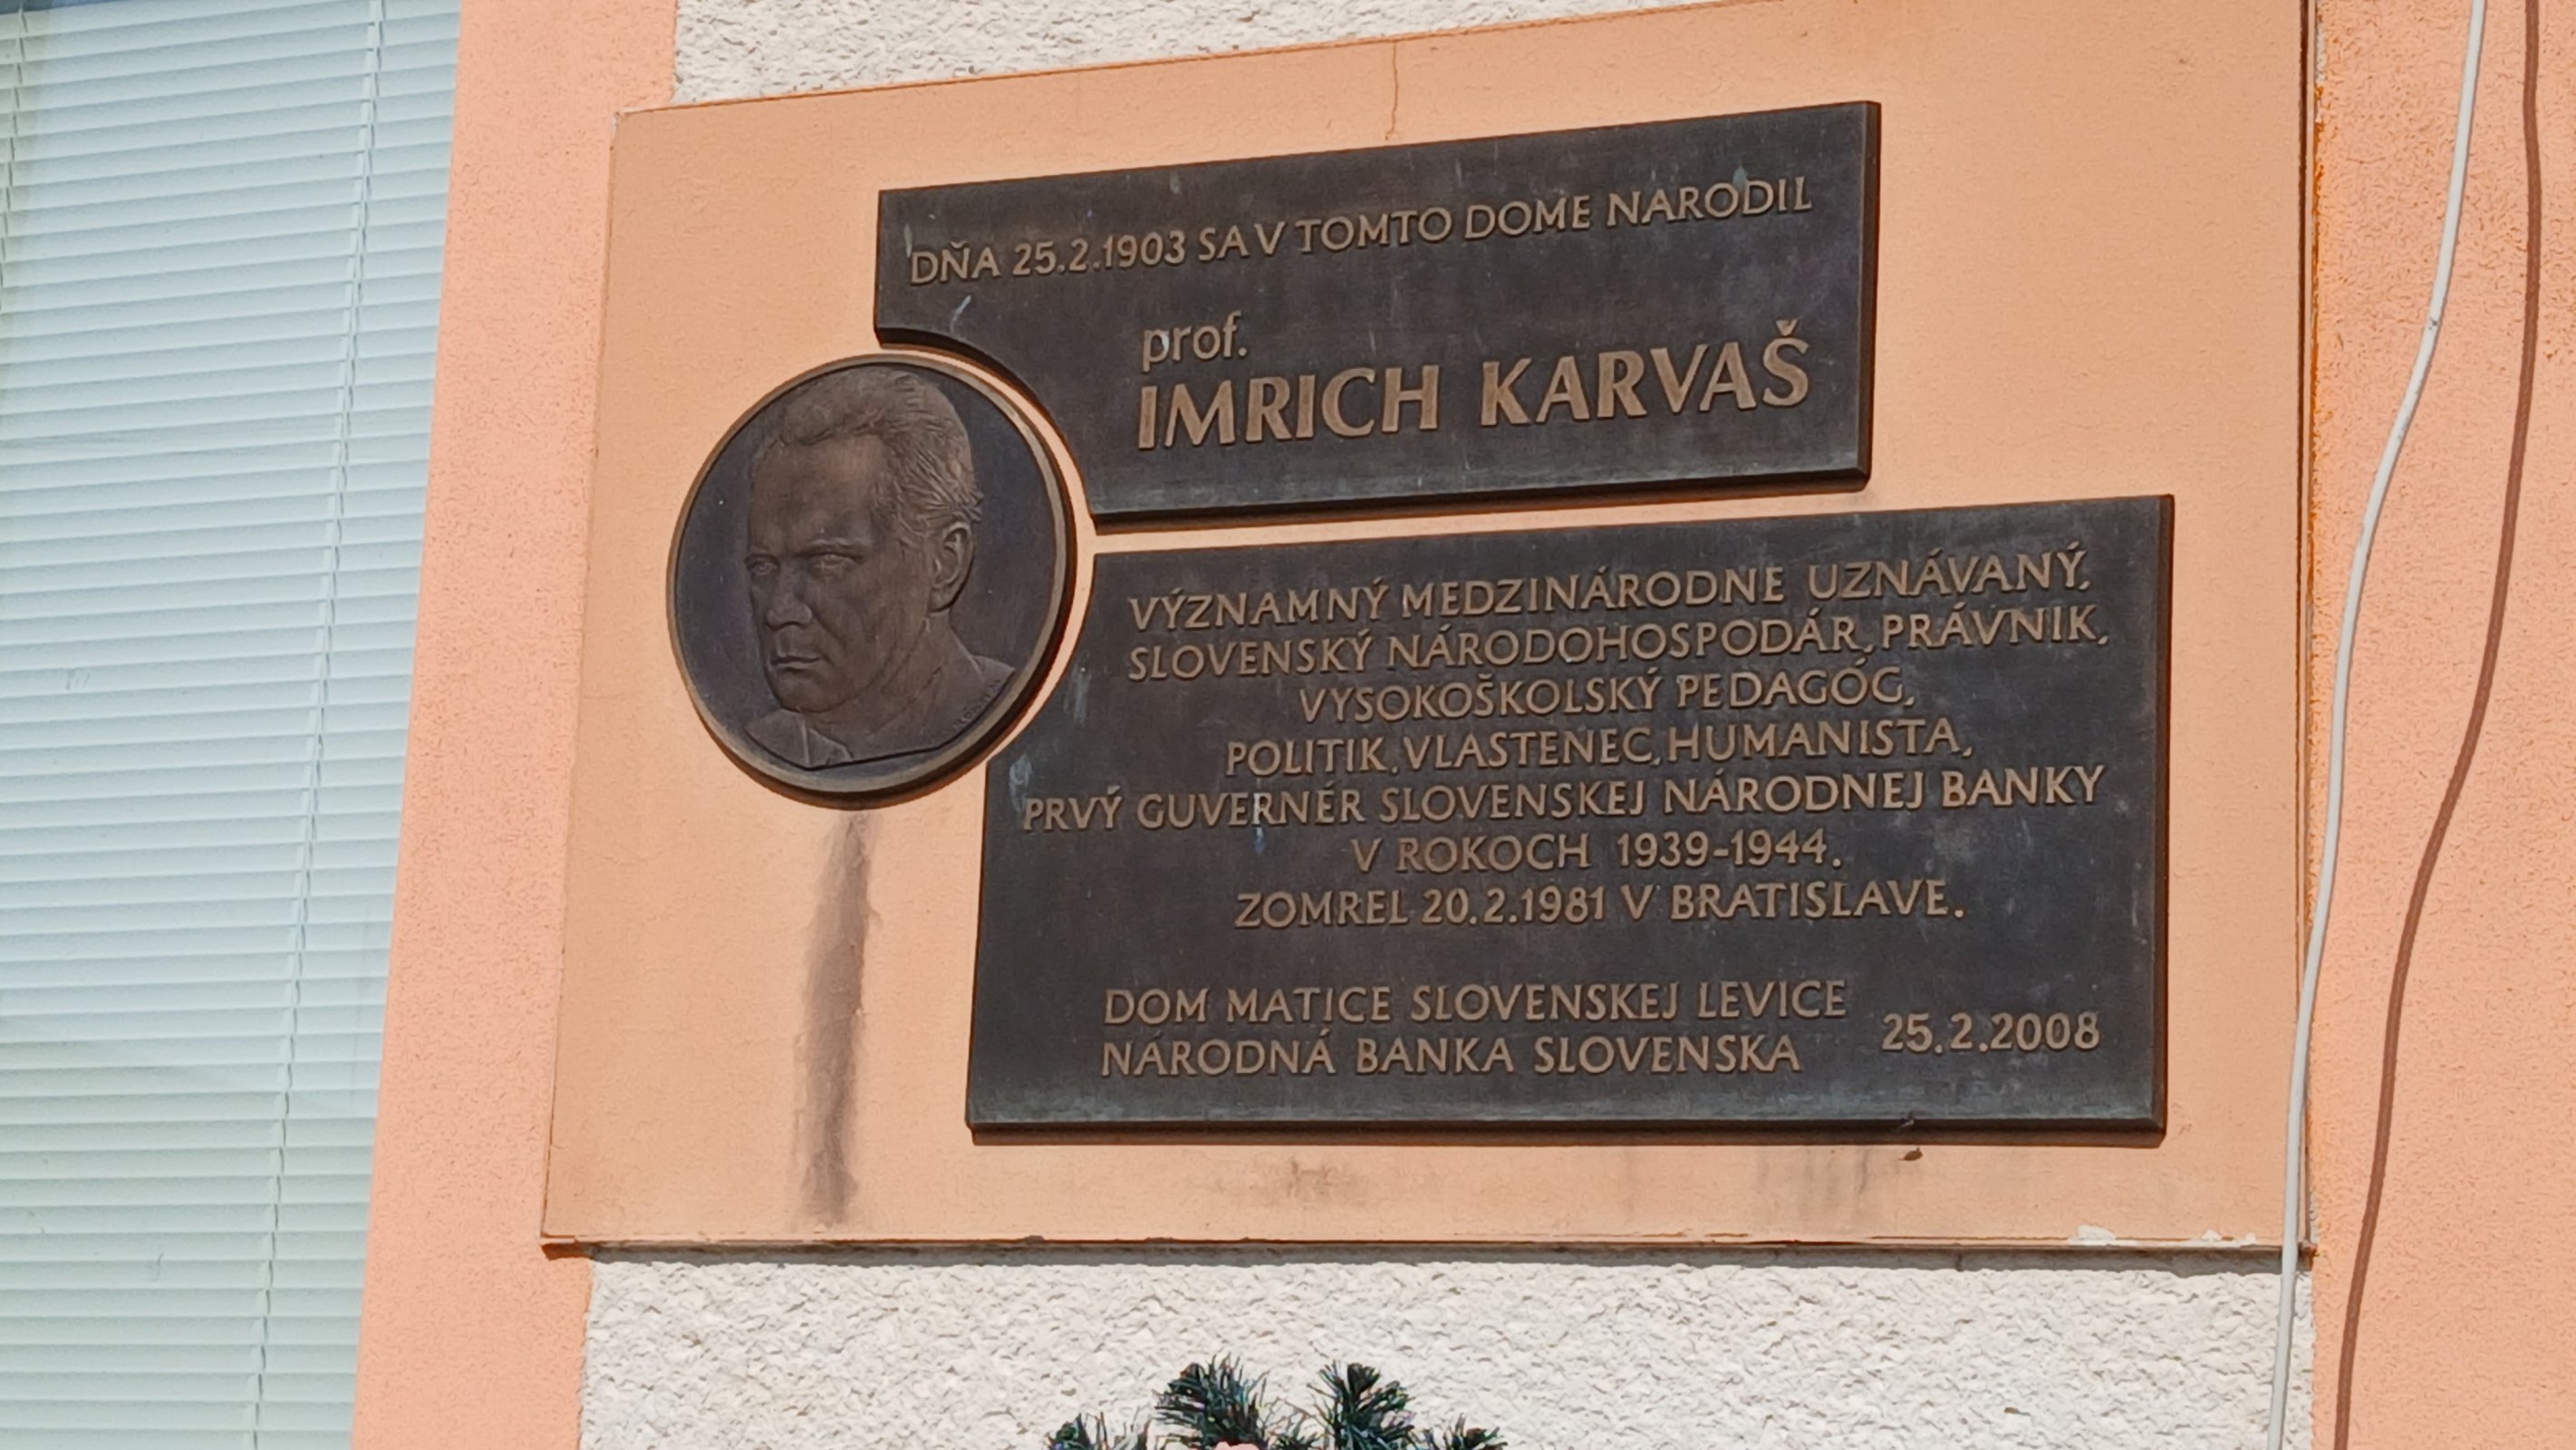 DŇA 25.2.1903 SA V TOMTO DOME NARODIL
prof.
IMRICH KARVAŠ
VÝZNAMNÝ MEDZINÁRODNE UZNÁVANÝ,
SLOVENSKÝ NÁRODOHOSPODÁR, PRÁVNIK,
VYSOKOŠKOLSKÝ PEDAGÓG,
POLITIK, VLASTENEC, HUMANISTA,
PRVÝ GUVERNÉR SLOVENSKEJ NÁRODNEJ BANKY
V ROKOCH 1939-1944.
ZOMREL 20.2.1981 V BRATISLAVE.
DOM MATICE SLOVENSKEJ LEVICE
NÁRODNÁ BANKA SLOVENSKA
25.2.2008